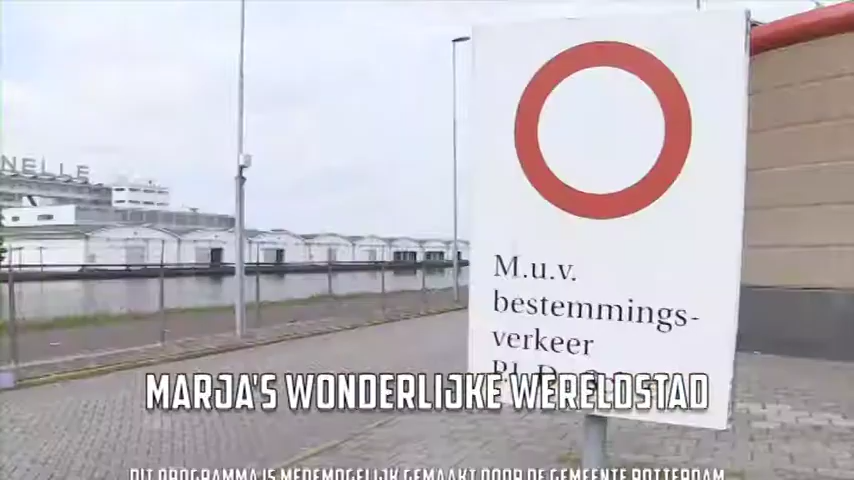 NELLE
M.u.v.
bestemmings-
verkeer
MARJA'S WONDERLIJKE WERELDSTAD
DIT PROGRAMMA IS MEDEMOGELIJK GEMAAKT DOOR DE GEMEENTE ROTTERDAM